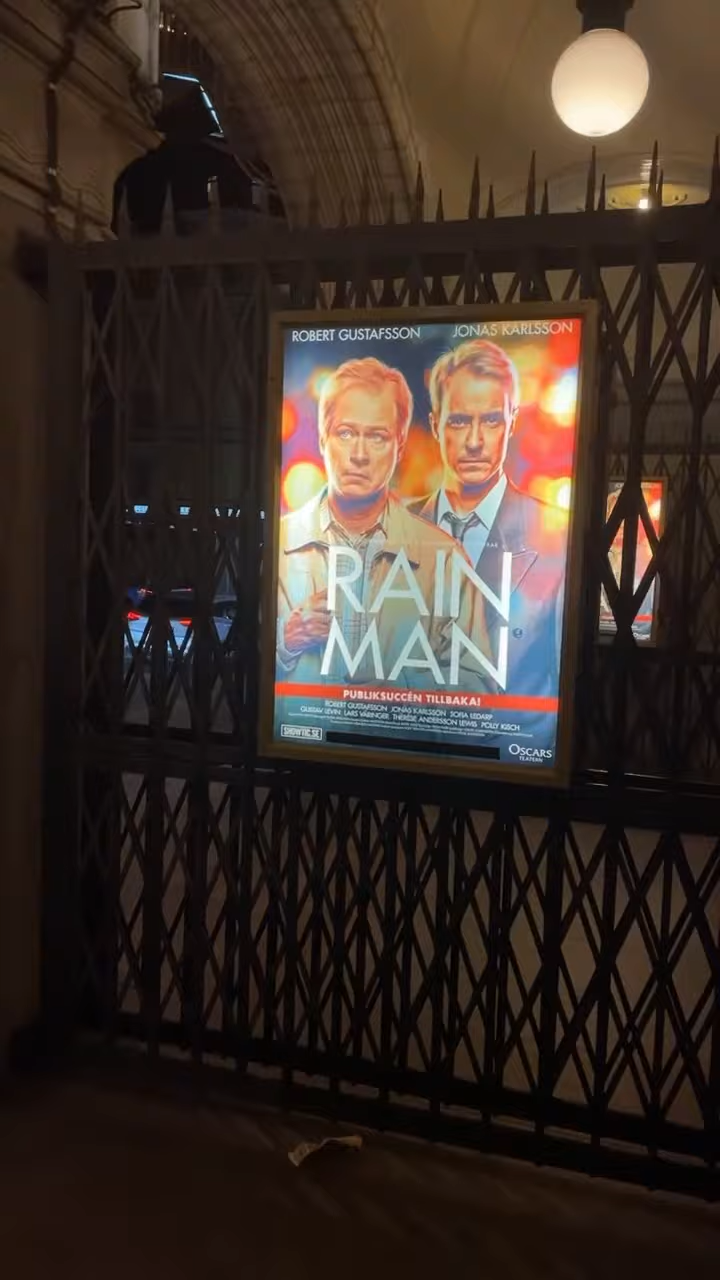 ROBERT GUSTAFSSON JONAS KARLSSON
RAIN
MAN
PUBLIKSUCCÉN TILLBAKA!
ROBERT GUSTAFSSON JONAS KARLSSON SOFIA LEDARP
GUSTAV LEVIN LARS VÄRINGER THERÉSE ANDERSSON LEWIS POLLY KISCH
SHOWTIC.SE
OSCARS
TEATERN